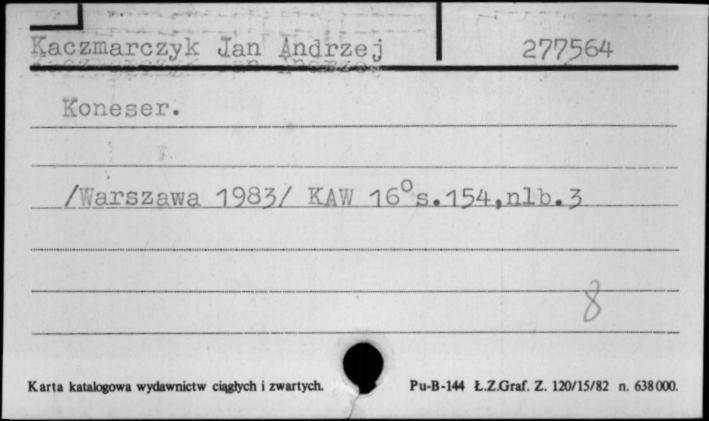 Kaczmarczyk Jan Andrzej 277564
Koneser.
/Warszawa 1983/ KAW 16°s.154,nlb.3
8
Karta katalogowa wydawnictw ciągłych i zwartych. Pu-B-144 Ł.Z.Graf. Z. 120/15/82 n. 638000.